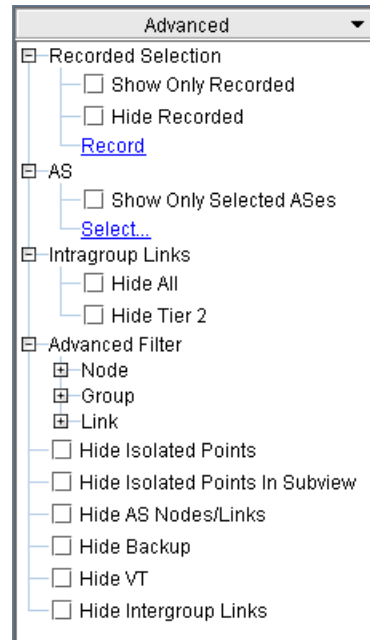 Advanced
Recorded Selection
Show Only Recorded
Hide Recorded
Record
AS
Show Only Selected ASes
Select...
Intragroup Links
Hide All
Hide Tier 2
Advanced Filter
Node
Group
Link
Hide Isolated Points
Hide Isolated Points In Subview
Hide AS Nodes/Links
Hide Backup
Hide VT
Hide Intergroup Links